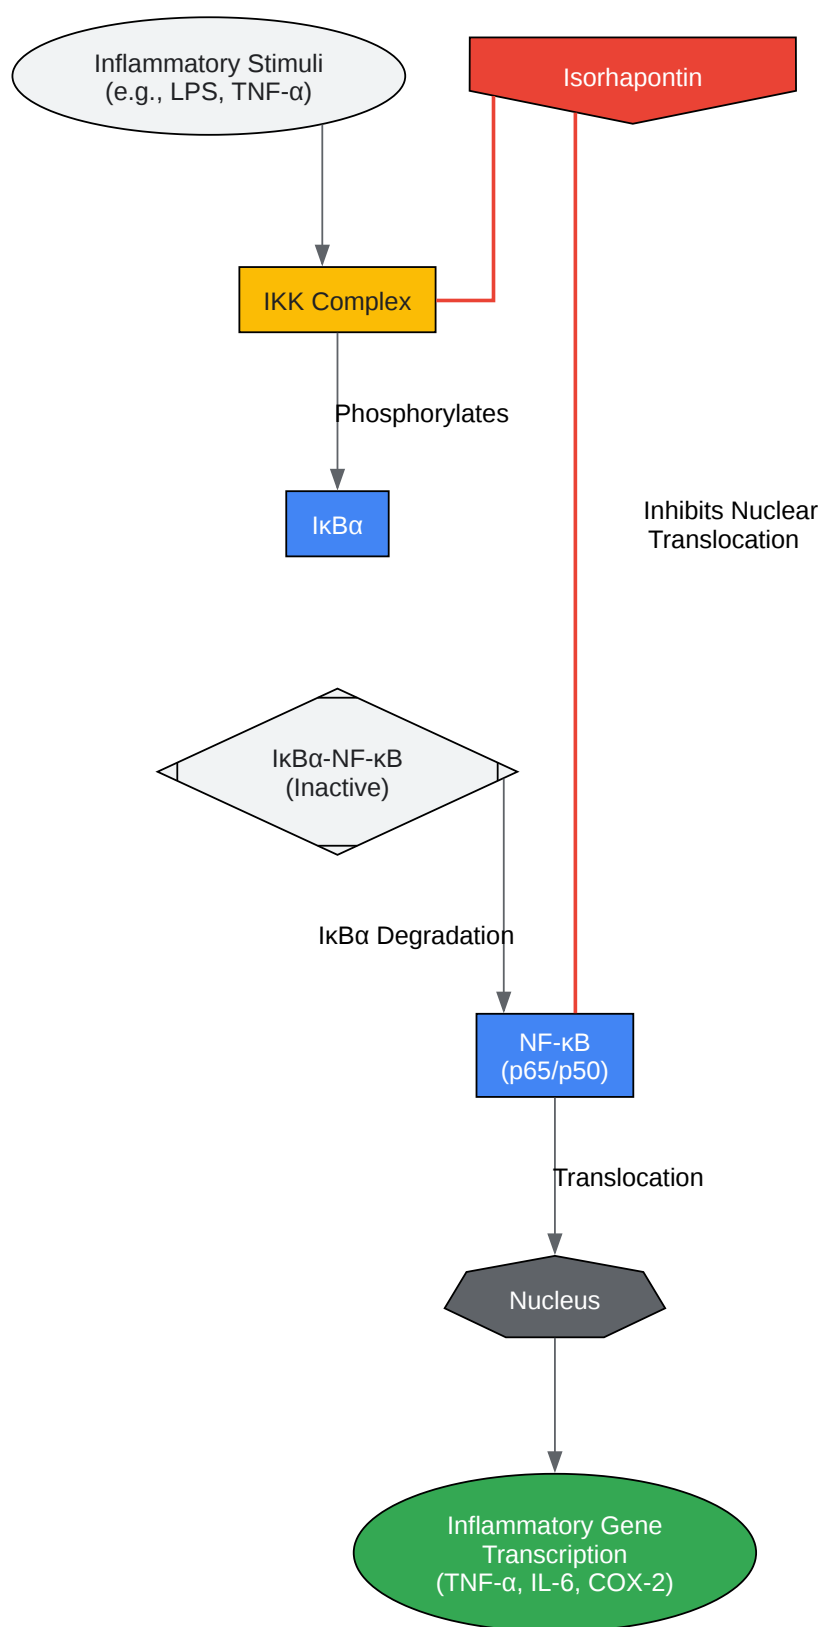 Inflammatory Stimuli
(e.g., LPS, TNF-α)
Isorhapontin
IKK Complex
Phosphorylates
IκBα
Inhibits Nuclear
Translocation
IκBα-NF-κB
(Inactive)
IκBα Degradation
NF-κB
(p65/p50)
Translocation
Nucleus
Inflammatory Gene
Transcription
(TNF-α, IL-6, COX-2)